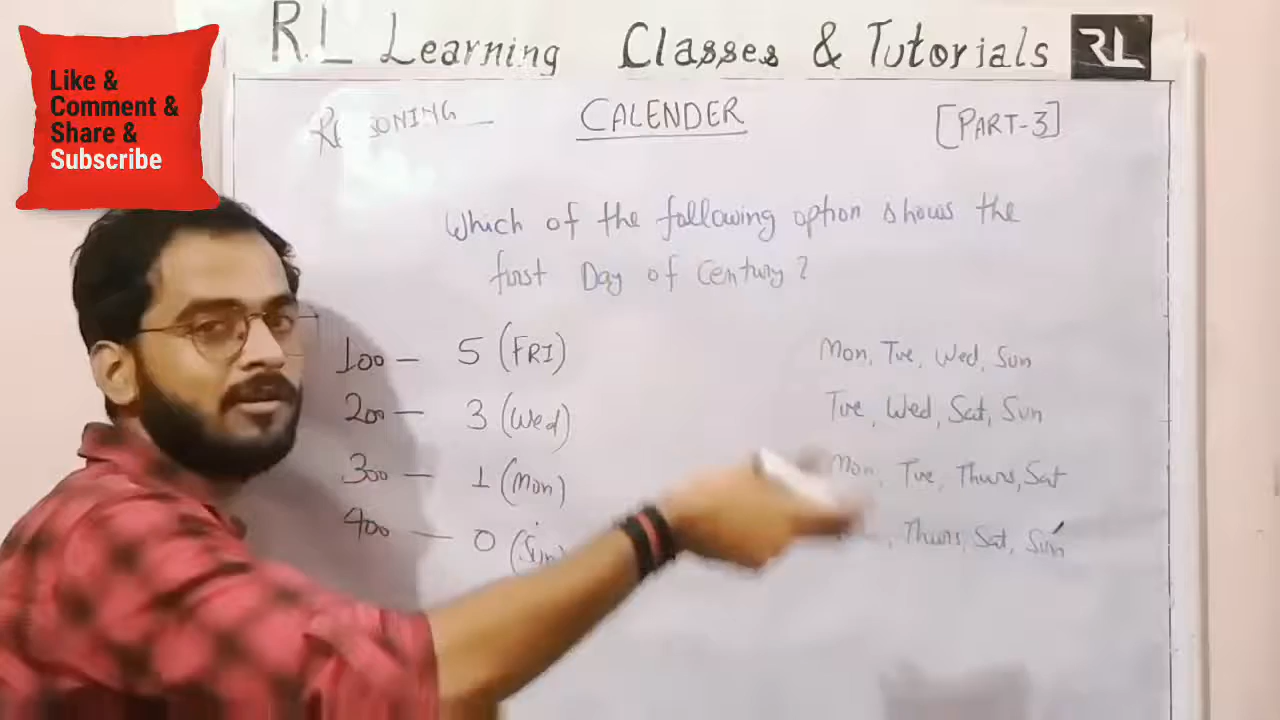 R.L Learning Classes & Tutorials RL
Like &
Comment &
Share &
Subscribe
CALENDER
[PART-3]
Which of the following option shows the
first Day of Century?
100 — 5 (FRI)
Mon, Tue, Wed, Sun
200 — 3 (Wed)
Tue, Wed, Sat, Sun
300 — 1 (Mon)
Mon, Tue, Thurs, Sat
400 — 0 (Sun)
Thurs, Sat, Sun